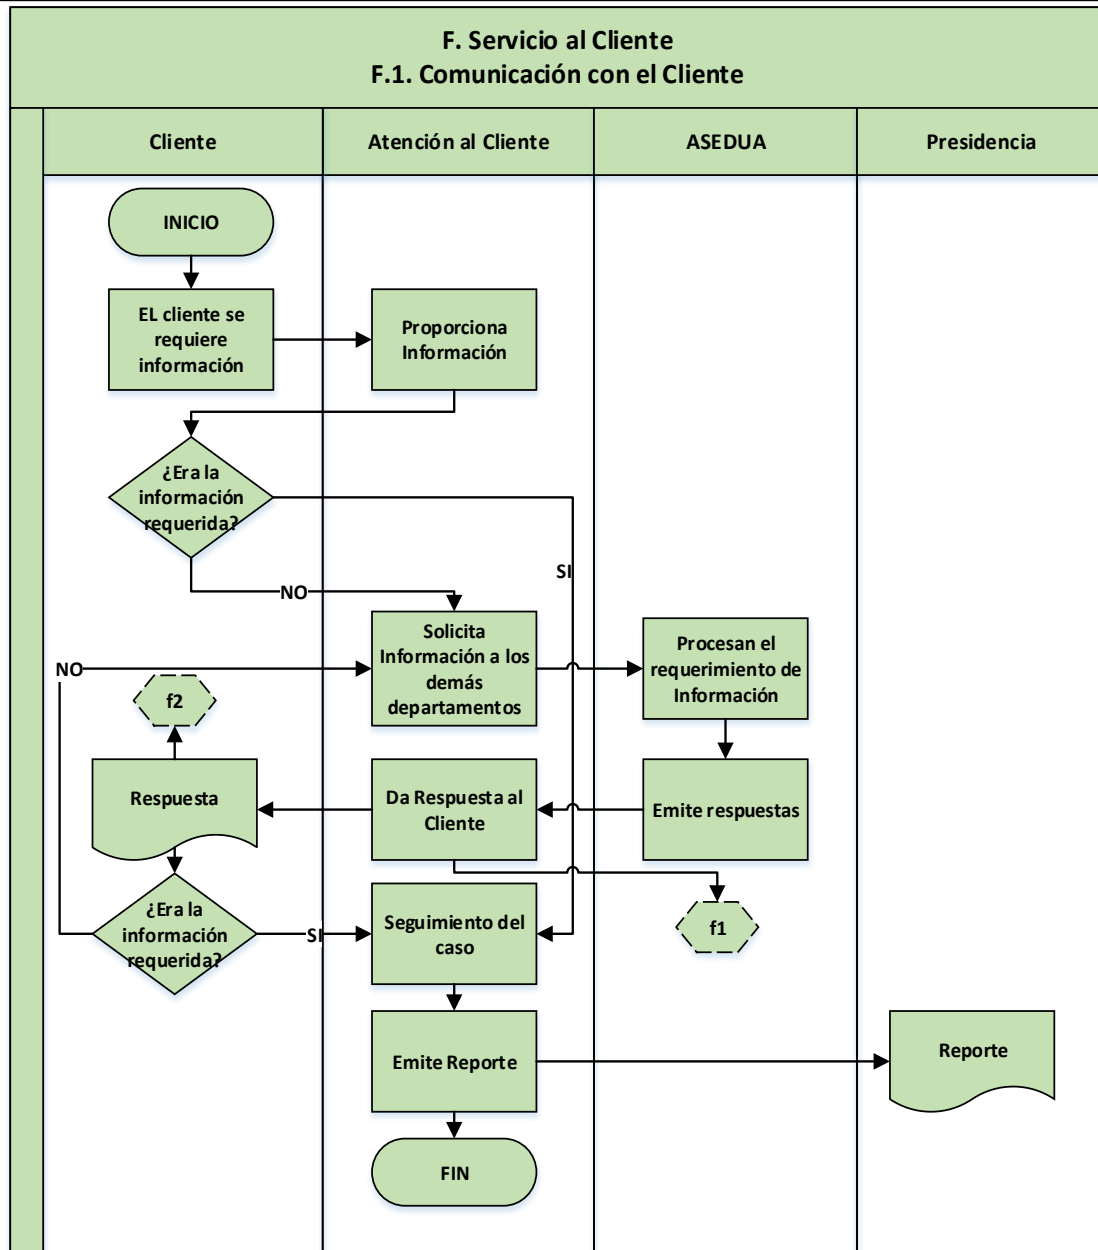 F. Servicio al Cliente
F.1. Comunicación con el Cliente
Cliente
Atención al Cliente
ASEDUA
Presidencia
INICIO
EL cliente se
requiere
información
Proporciona
Información
¿Era la
información
requerida?
SI
NO
Solicita
Información a los
demás
departamentos
Procesan el
requerimiento de
Información
NO
f2
Respuesta
Da Respuesta al
Cliente
Emite respuestas
¿Era la
información
requerida?
SI
Seguimiento del
caso
f1
Emite Reporte
Reporte
FIN